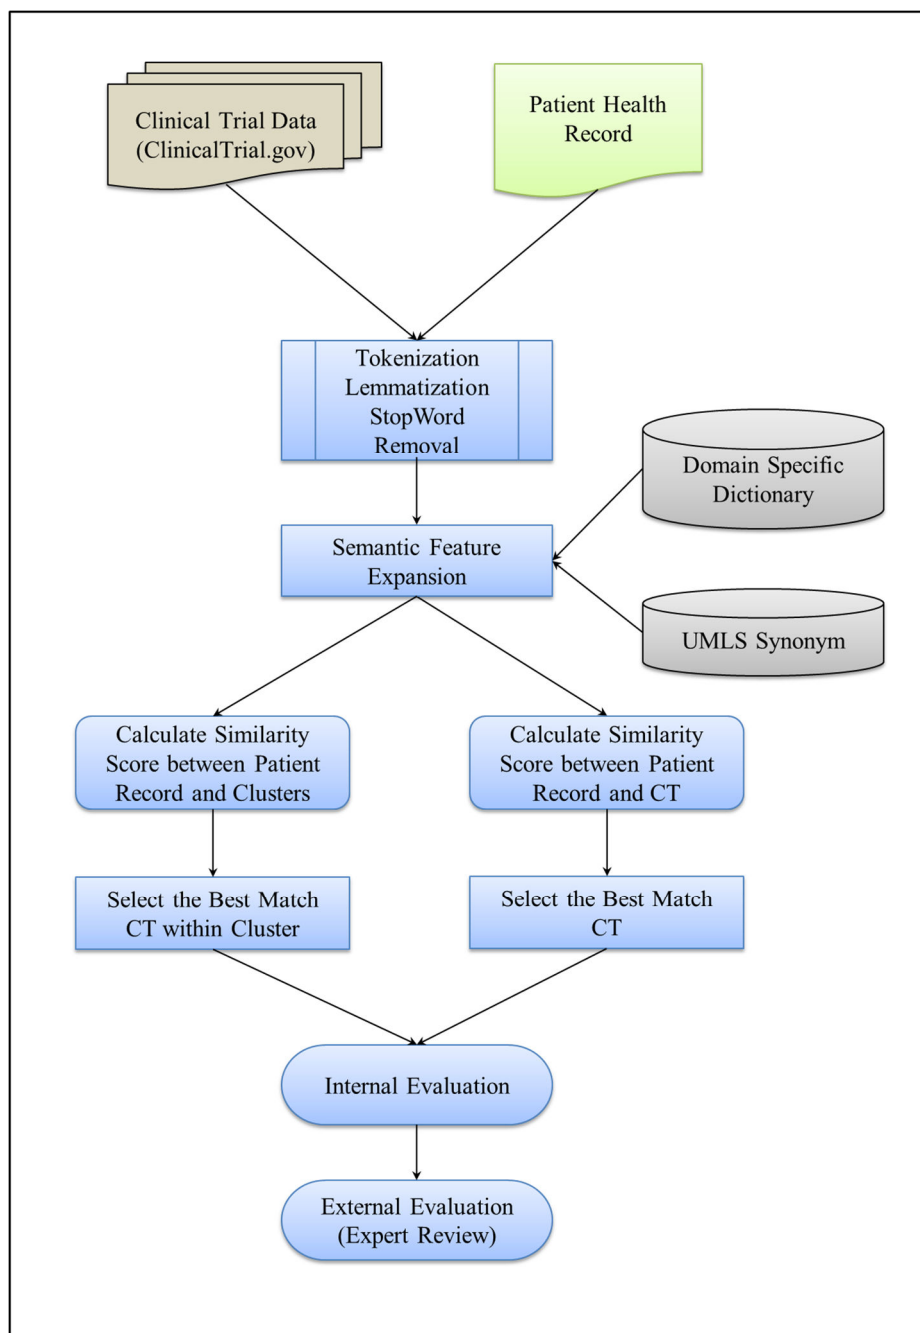 Clinical Trial Data
(ClinicalTrial.gov)
Patient Health
Record
Tokenization
Lemmatization
StopWord
Removal
Domain Specific
Dictionary
Semantic Feature
Expansion
UMLS Synonym
Calculate Similarity
Score between Patient
Record and Clusters
Calculate Similarity
Score between Patient
Record and CT
Select the Best Match
CT within Cluster
Select the Best Match
CT
Internal Evaluation
External Evaluation
(Expert Review)